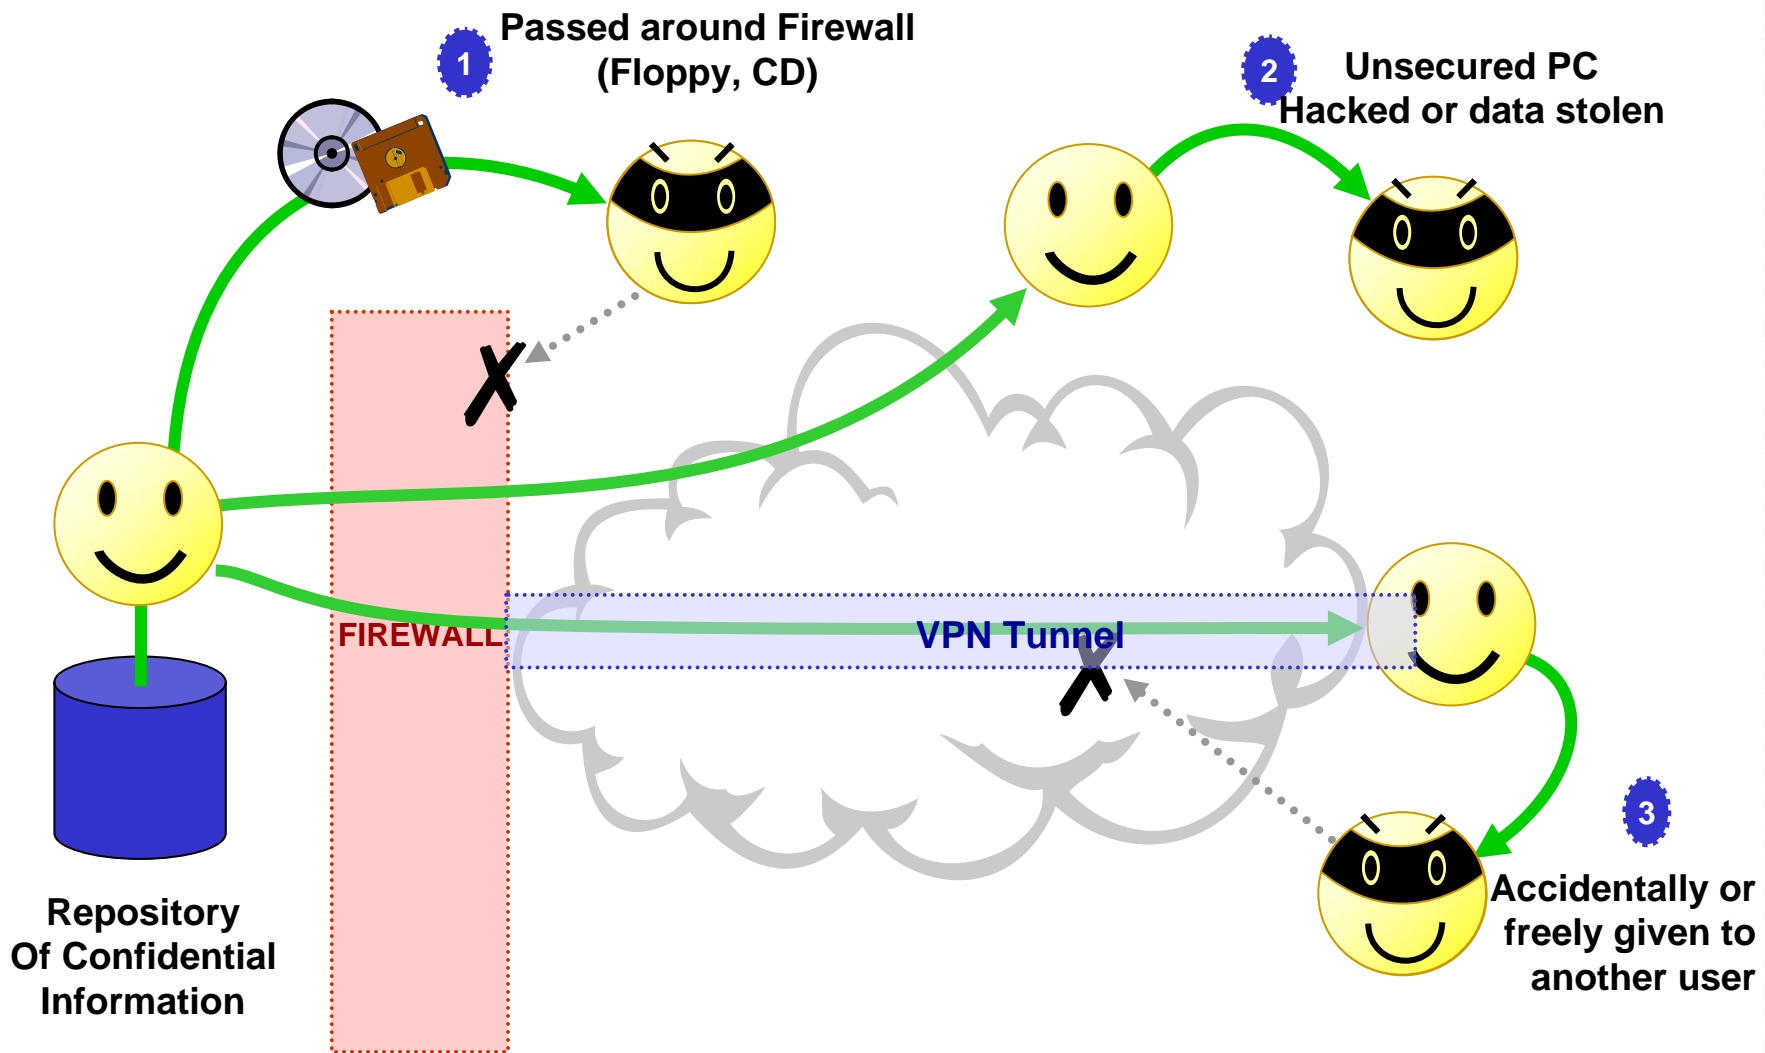 1
Passed around Firewall
(Floppy, CD)
2
Unsecured PC
Hacked or data stolen
FIREWALL
VPN Tunnel
3
Accidentally or
freely given to
another user
Repository
Of Confidential
Information